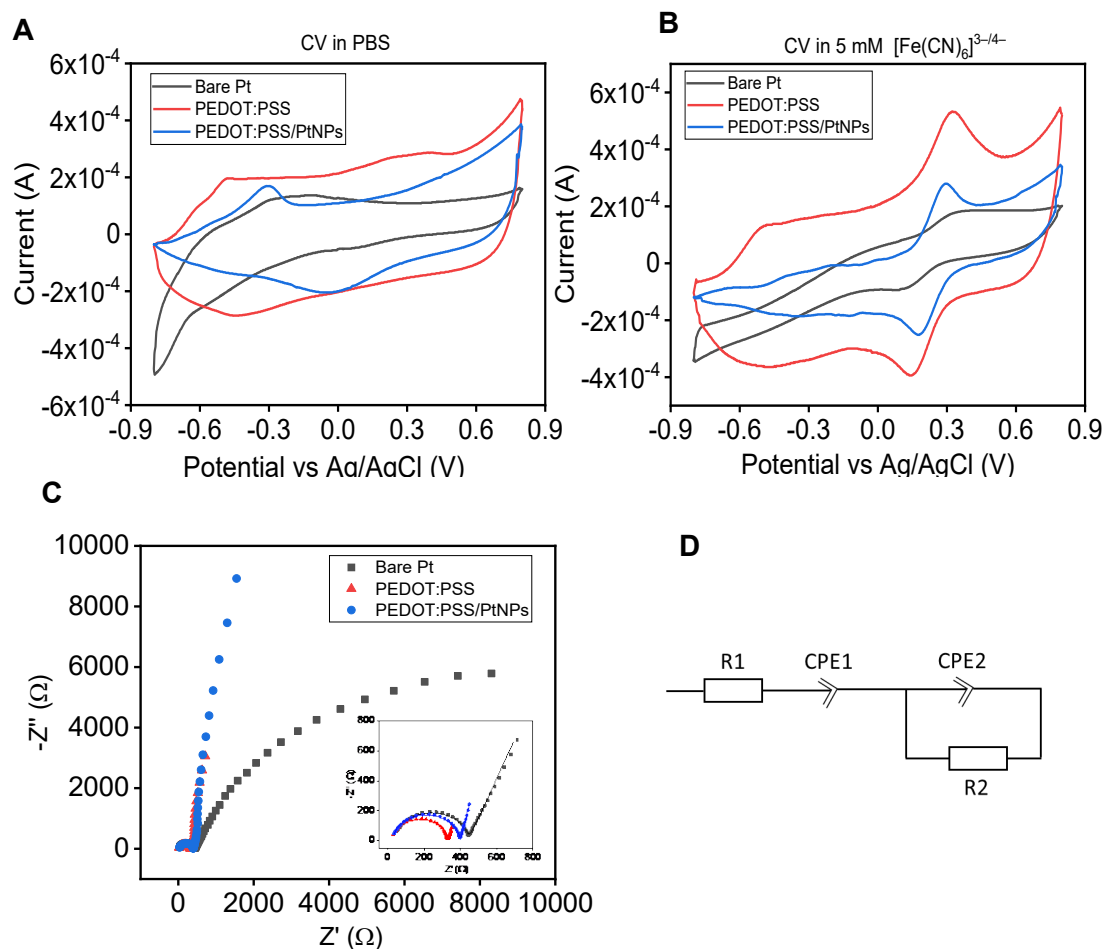 A
CV in PBS
6x10⁻⁴
4x10⁻⁴
2x10⁻⁴
0
-2x10⁻⁴
-4x10⁻⁴
-6x10⁻⁴
Current (A)
Bare Pt
PEDOT:PSS
PEDOT:PSS/PtNPs
-0.9 -0.6 -0.3 0.0 0.3 0.6 0.9
Potential vs Ag/AgCl (V)
B
CV in 5 mM [Fe(CN)₆]³⁻/⁴⁻
6x10⁻⁴
4x10⁻⁴
2x10⁻⁴
0
-2x10⁻⁴
-4x10⁻⁴
Current (A)
Bare Pt
PEDOT:PSS
PEDOT:PSS/PtNPs
-0.9 -0.6 -0.3 0.0 0.3 0.6 0.9
Potential vs Ag/AgCl (V)
C
10000
8000
6000
4000
2000
0
-Z'' (Ω)
Bare Pt
PEDOT:PSS
PEDOT:PSS/PtNPs
800
600
400
200
0
-Z'' (Ω)
0 200 400 600 800
Z' (Ω)
0 2000 4000 6000 8000 10000
Z' (Ω)
D
R1 CPE1 CPE2
R2